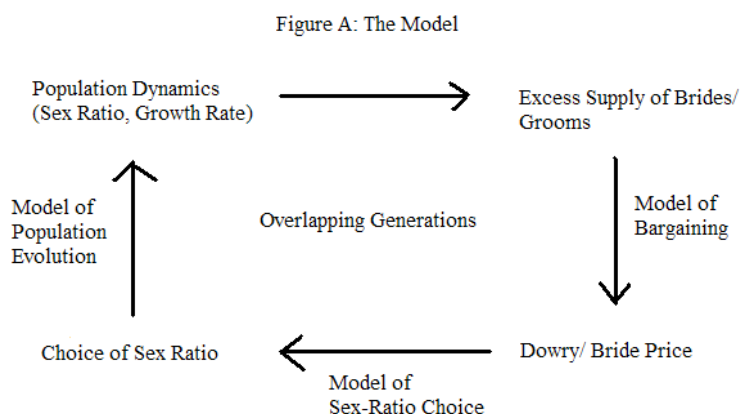 Figure A: The Model
Population Dynamics
(Sex Ratio, Growth Rate)
Excess Supply of Brides/
Grooms
Model of
Population
Evolution
Overlapping Generations
Model of
Bargaining
Choice of Sex Ratio
Dowry/ Bride Price
Model of
Sex-Ratio Choice